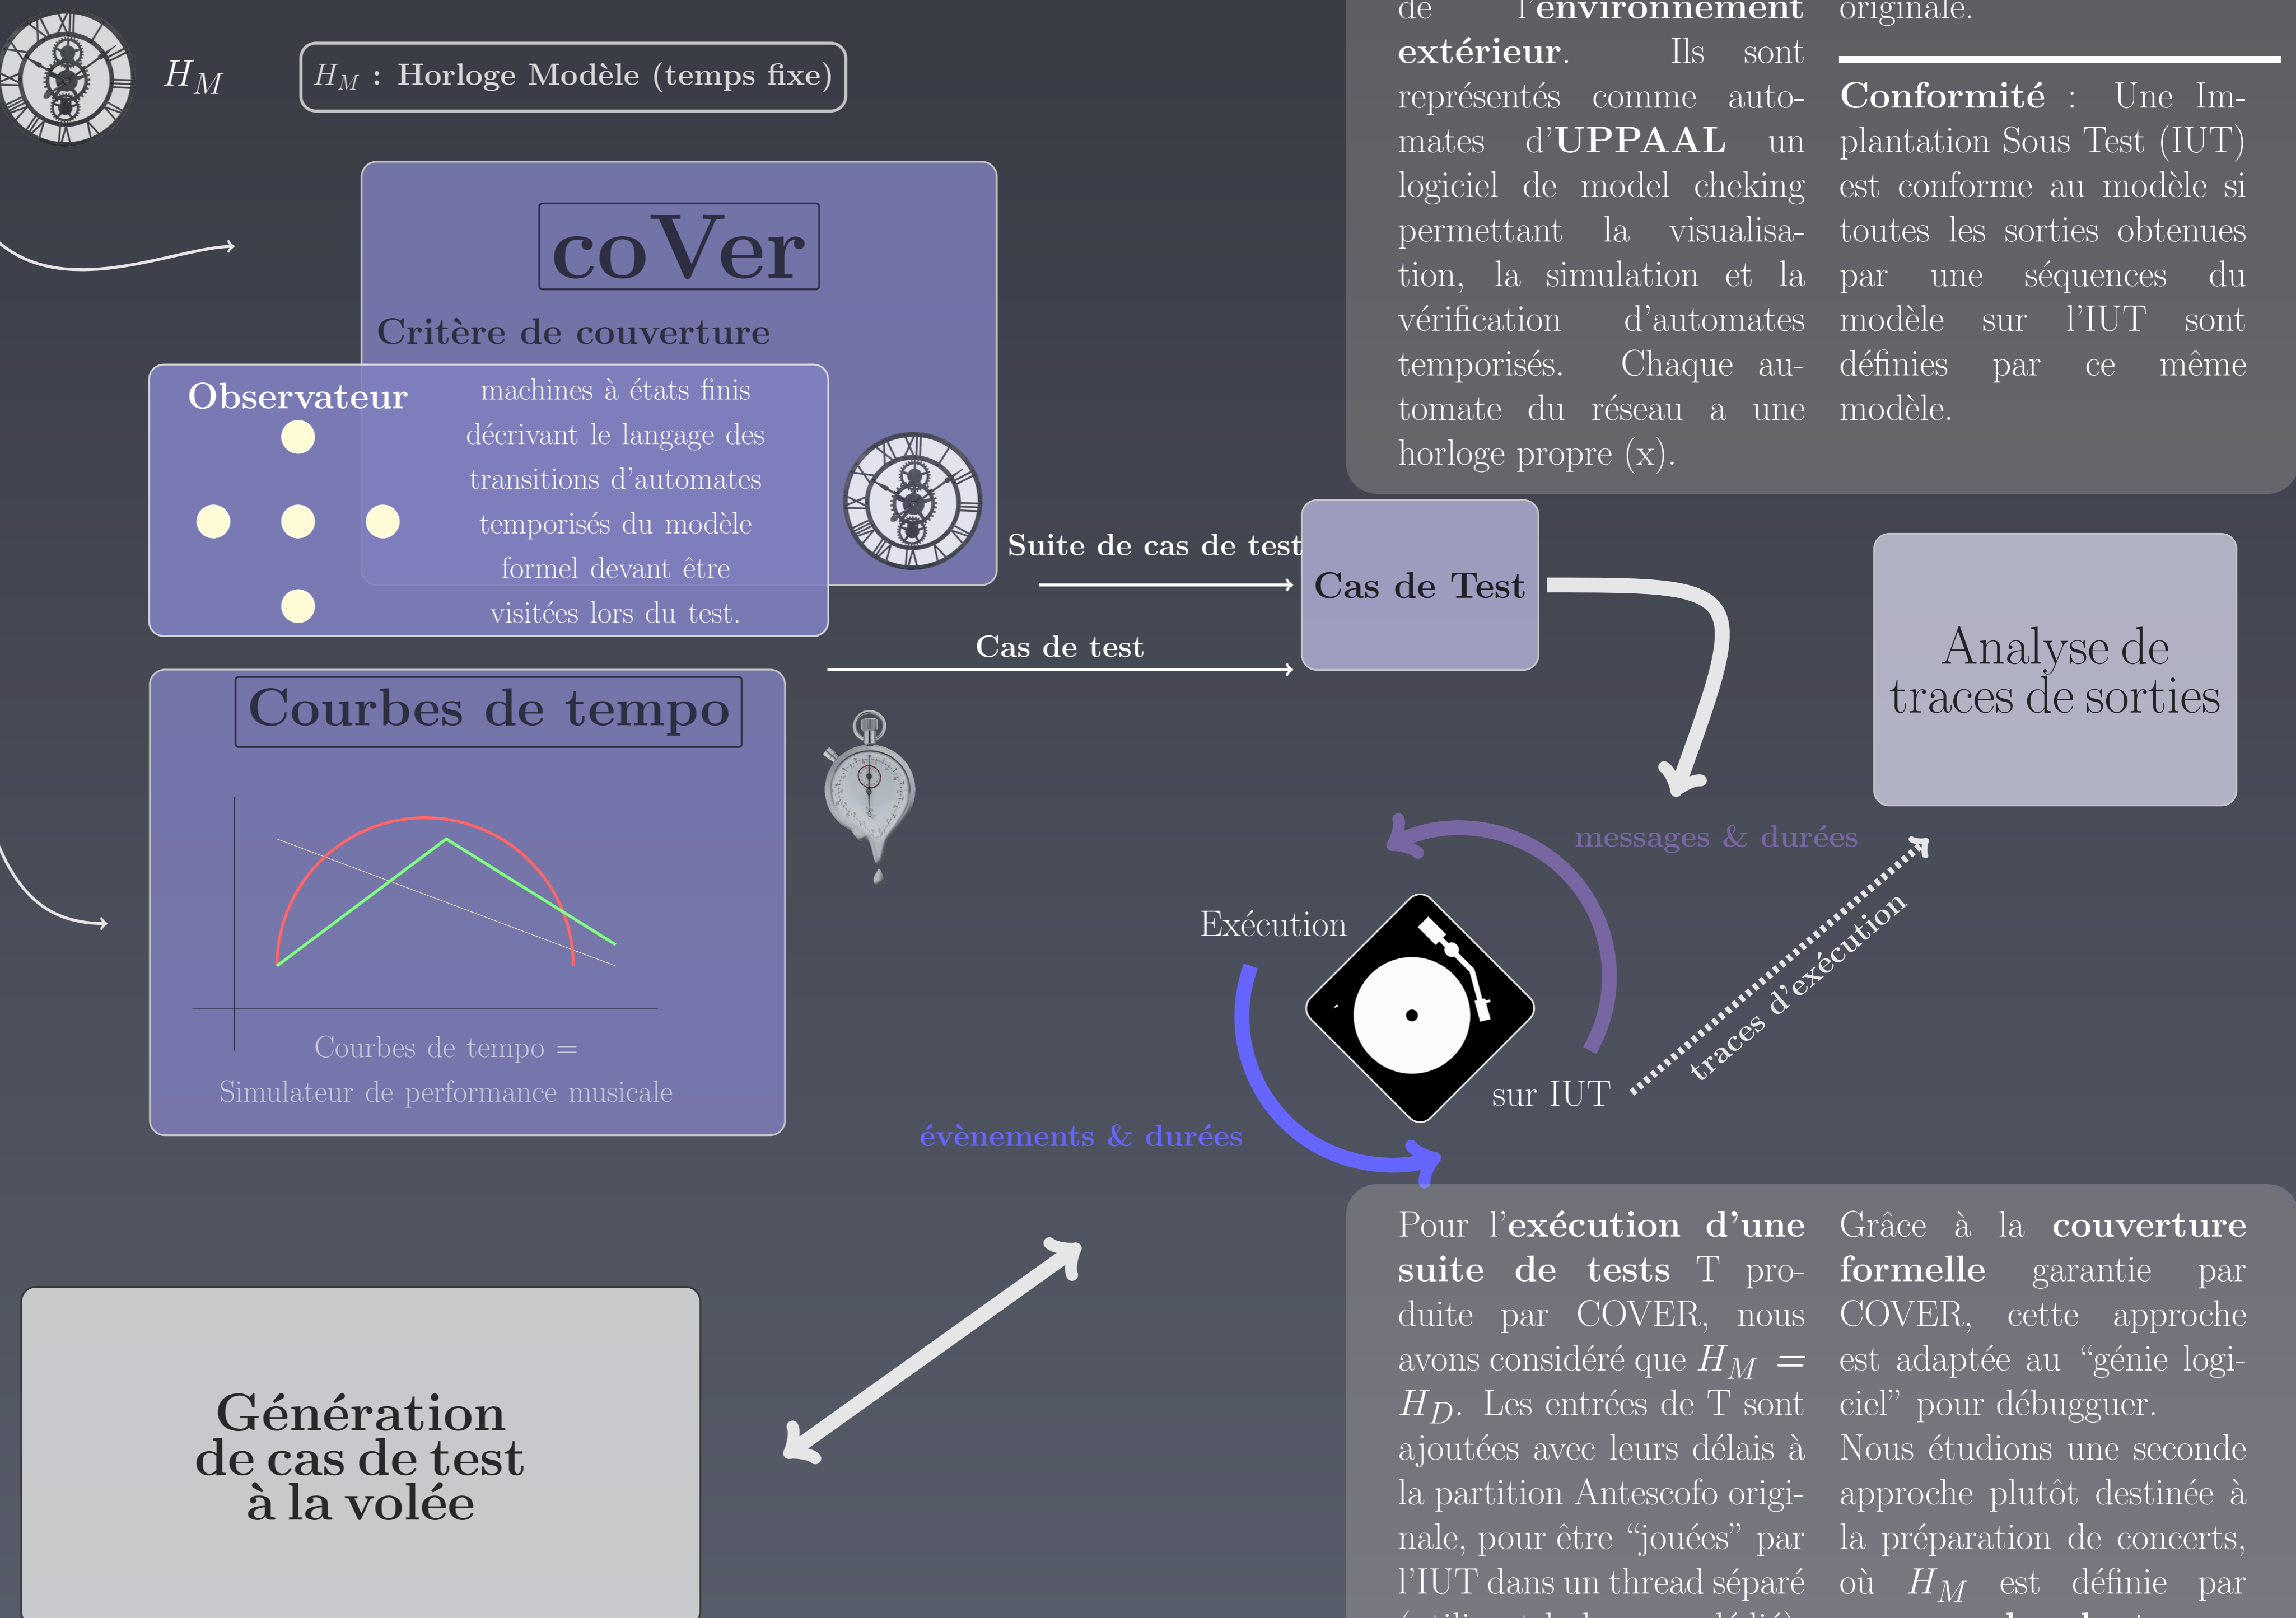 H_M
H_M : Horloge Modèle (temps fixe)
coVer
Critère de couverture
Observateur
machines à états finis
décrivant le langage des
transitions d'automates
temporisés du modèle
formel devant être
visitées lors du test.
Suite de cas de test
Cas de test
Cas de Test
Courbes de tempo
Courbes de tempo =
Simulateur de performance musicale
Analyse de
traces de sorties
messages & durées
Exécution
sur IUT
traces d'exécution
évènements & durées
Génération
de cas de test
à la volée
de l'environnement
extérieur. Ils sont
représentés comme auto-
mates d'UPPAAL un
logiciel de model cheking
permettant la visualisa-
tion, la simulation et la
vérification d'automates
temporisés. Chaque au-
tomate du réseau a une
horloge propre (x).
originale.
Conformité : Une Im-
plantation Sous Test (IUT)
est conforme au modèle si
toutes les sorties obtenues
par une séquences du
modèle sur l'IUT sont
définies par ce même
modèle.
Pour l'exécution d'une
suite de tests T pro-
duite par COVER, nous
avons considéré que H_M =
H_D. Les entrées de T sont
ajoutées avec leurs délais à
la partition Antescofo origi-
nale, pour être “jouées” par
l'IUT dans un thread séparé
Grâce à la couverture
formelle garantie par
COVER, cette approche
est adaptée au “génie logi-
ciel” pour débugguer.
Nous étudions une seconde
approche plutôt destinée à
la préparation de concerts,
où H_M est définie par